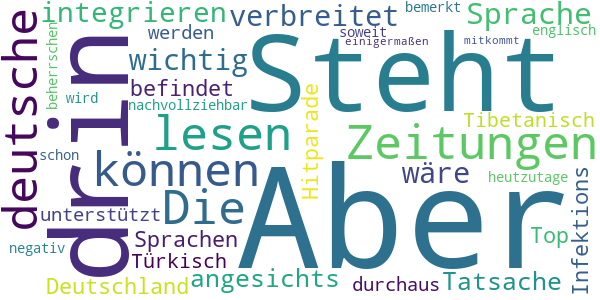 integrieren
verbreitet
bemerkt
Sprache
soweit
englisch
werden
einigermaßen
mitkommt
deutsche
beherrschen
drin
wichtig
Steht
befindet
wird
nachvollziehbar
Hitparade
lesen
Tibetanisch
Zeitungen
schon
können
wäre
heutzutage
Aber
Infektions
unterstützt
Die
Top
negativ
Sprachen
Türkisch
Deutschland
angesichts
durchaus
Tatsache